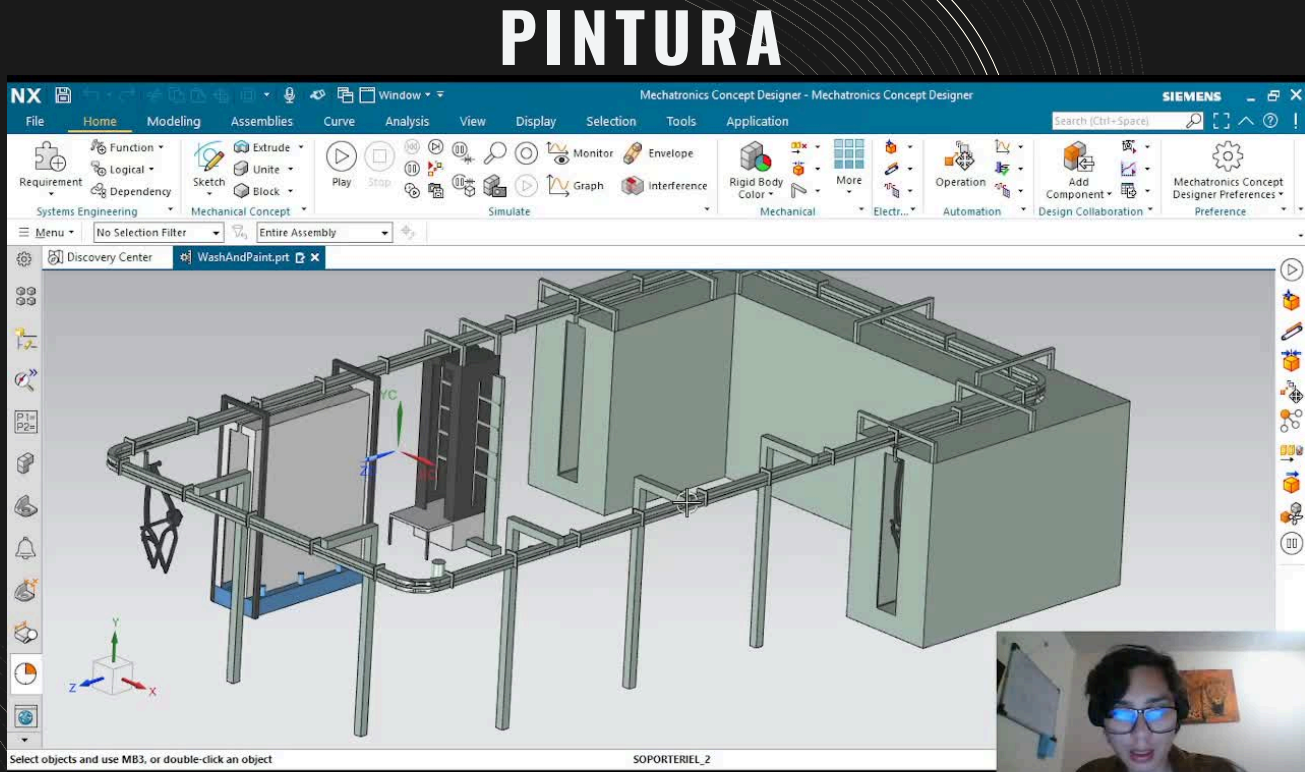 PINTURA
NX Window Mechatronics Concept Designer - Mechatronics Concept Designer SIEMENS
File Home Modeling Assemblies Curve Analysis View Display Selection Tools Application Search (Ctrl+Space)
Function Extrude Monitor Envelope
Logical Unite
Requirement Sketch Play Stop Rigid Body Color More Operation Add Component Mechatronics Concept Designer Preferences
Dependency Block Graph Interference
Systems Engineering Mechanical Concept Simulate Mechanical Electr... Automation Design Collaboration Preference
Menu No Selection Filter Entire Assembly
Discovery Center WashAndPaint.prt
P1=
P2=
YC
Y
Z X
Select objects and use MB3, or double-click an object SOPORTERIEL_2